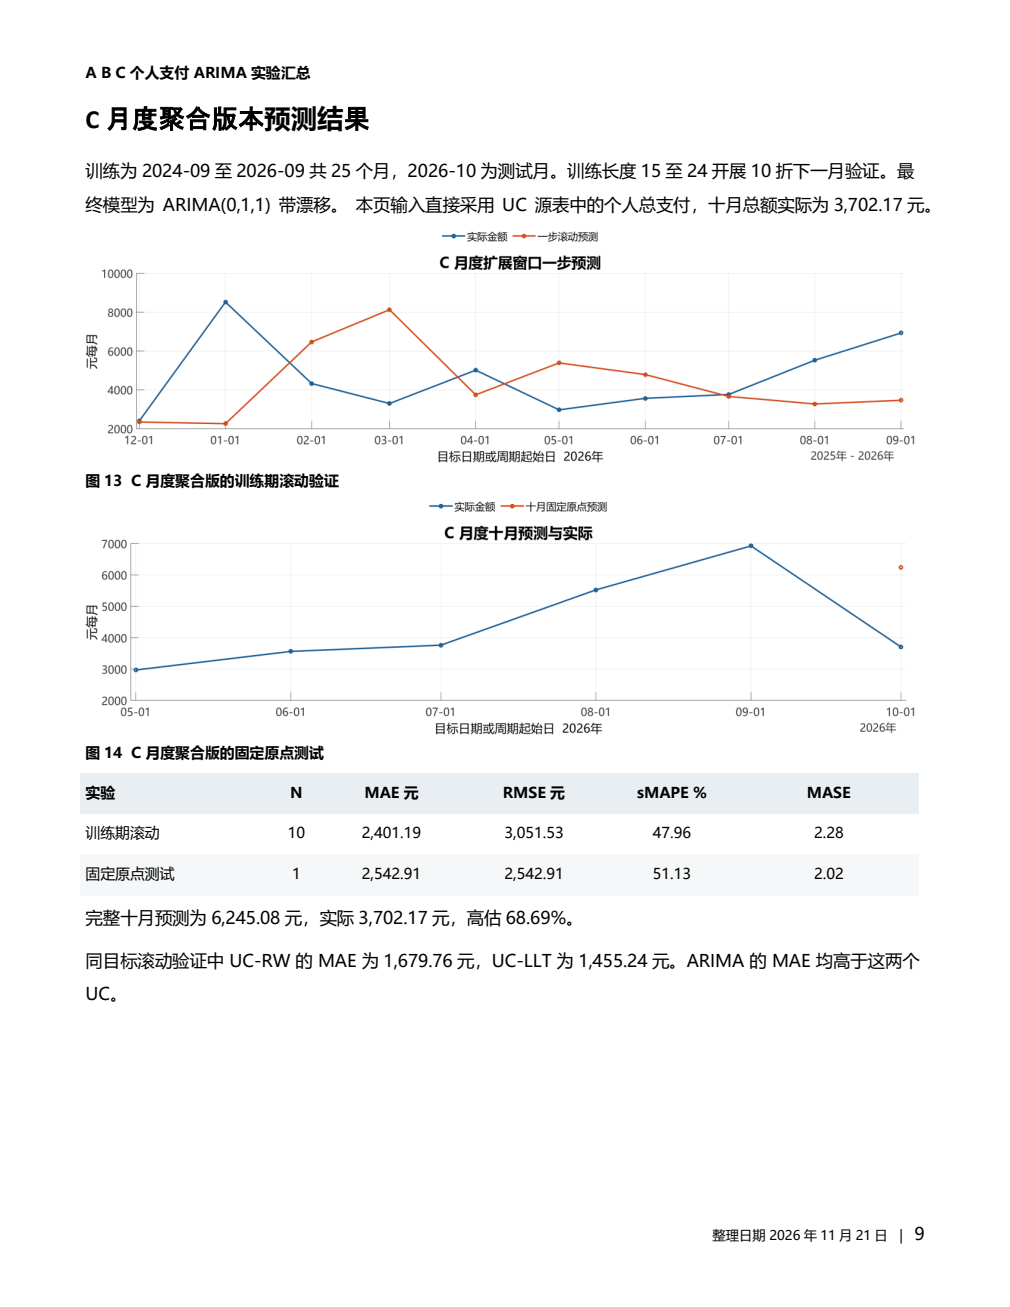 A B C 个人支付 ARIMA 实验汇总
C 月度聚合版本预测结果
训练为 2024-09 至 2026-09 共 25 个月，2026-10 为测试月。训练长度 15 至 24 开展 10 折下一月验证。最
终模型为 ARIMA(0,1,1) 带漂移。 本页输入直接采用 UC 源表中的个人总支付，十月总额实际为 3,702.17 元。
实际金额 一步滚动预测
C 月度扩展窗口一步预测
10000
8000
6000
4000
2000
元每月
12-01 01-01 02-01 03-01 04-01 05-01 06-01 07-01 08-01 09-01
目标日期或周期起始日 2026年
2025年 - 2026年
图 13 C 月度聚合版的训练期滚动验证
实际金额 十月固定原点预测
C 月度十月预测与实际
7000
6000
5000
4000
3000
2000
元每月
05-01 06-01 07-01 08-01 09-01 10-01
目标日期或周期起始日 2026年
2026年
图 14 C 月度聚合版的固定原点测试
实验 N MAE 元 RMSE 元 sMAPE % MASE
训练期滚动 10 2,401.19 3,051.53 47.96 2.28
固定原点测试 1 2,542.91 2,542.91 51.13 2.02
完整十月预测为 6,245.08 元，实际 3,702.17 元，高估 68.69%。
同目标滚动验证中 UC-RW 的 MAE 为 1,679.76 元，UC-LLT 为 1,455.24 元。ARIMA 的 MAE 均高于这两个
UC。
整理日期 2026 年 11 月 21 日 | 9